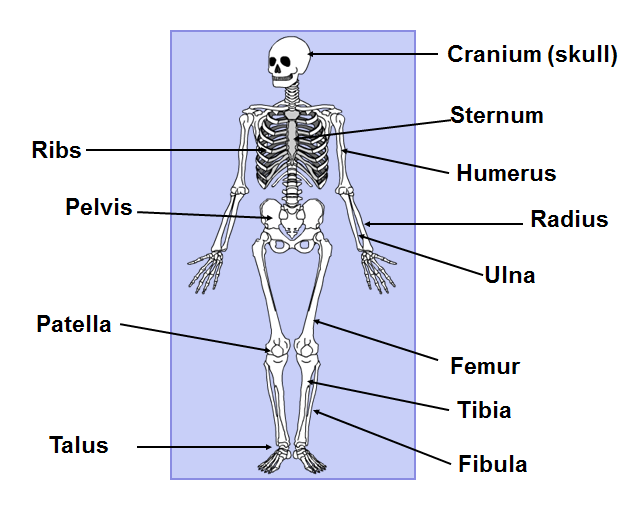 Cranium (skull)
Sternum
Ribs
Humerus
Pelvis
Radius
Ulna
Patella
Femur
Tibia
Talus
Fibula